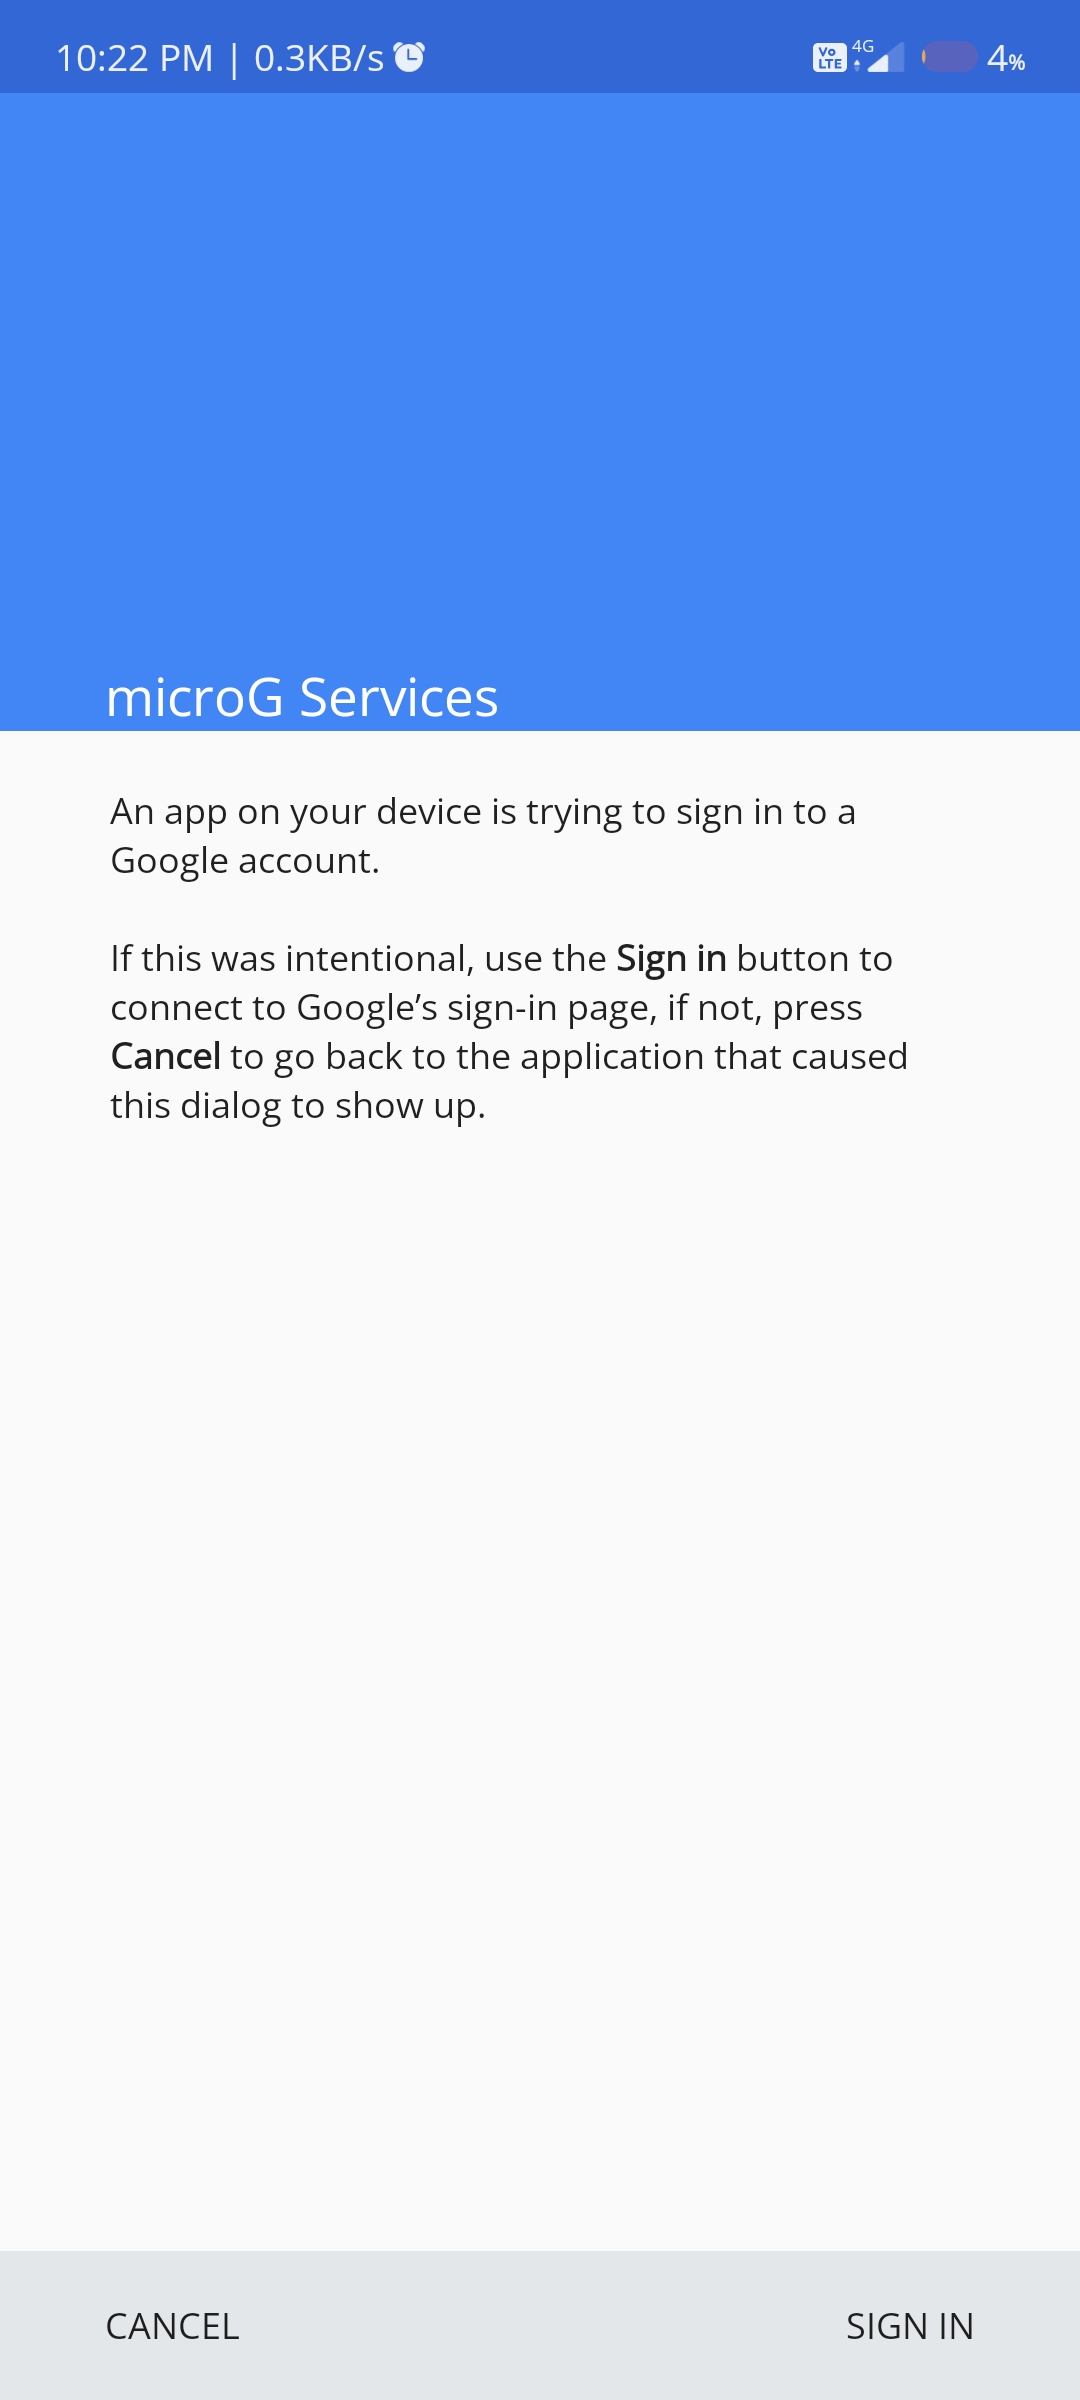 10:22 PM | 0.3KB/s
Vo LTE 4G 4%
microG Services
An app on your device is trying to sign in to a
Google account.
If this was intentional, use the Sign in button to
connect to Google’s sign-in page, if not, press
Cancel to go back to the application that caused
this dialog to show up.
CANCEL SIGN IN